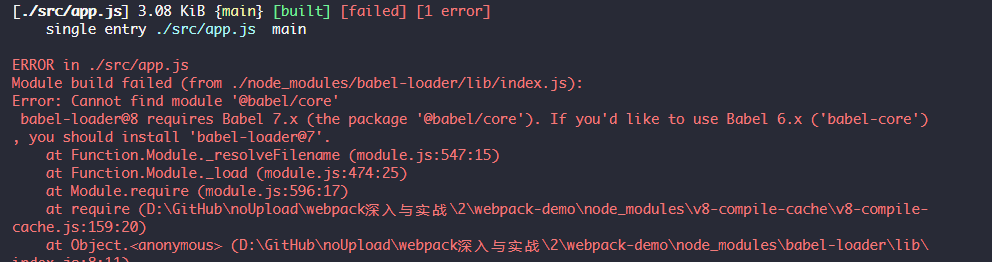 [./src/app.js] 3.08 KiB {main} [built] [failed] [1 error]
single entry ./src/app.js  main
ERROR in ./src/app.js
Module build failed (from ./node_modules/babel-loader/lib/index.js):
Error: Cannot find module '@babel/core'
babel-loader@8 requires Babel 7.x (the package '@babel/core'). If you'd like to use Babel 6.x ('babel-core')
, you should install 'babel-loader@7'.
at Function.Module._resolveFilename (module.js:547:15)
at Function.Module._load (module.js:474:25)
at Module.require (module.js:596:17)
at require (D:\GitHub\noUpload\webpack深入与实战\2\webpack-demo\node_modules\v8-compile-cache\v8-compile-
cache.js:159:20)
at Object.<anonymous> (D:\GitHub\noUpload\webpack深入与实战\2\webpack-demo\node_modules\babel-loader\lib\
index.js:8:11)